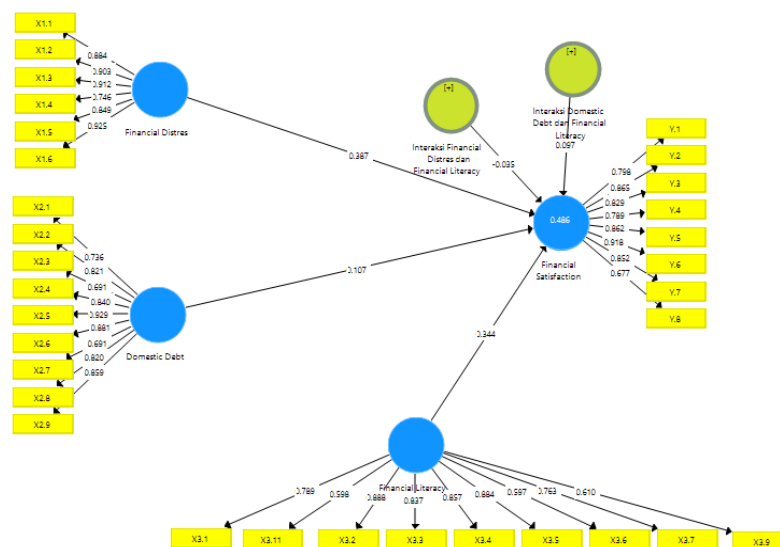 X1.1
X1.2
X1.3
X1.4
X1.5
X1.6
0.884
0.903
0.912
0.746
0.849
0.925
Financial Distres
[+]
Interaksi Financial
Distres dan
Financial Literacy
[+]
Interaksi Domestic
Debt dan Financial
Literacy
0.387
-0.035
0.097
0.486
Financial
Satisfaction
0.798
0.865
0.829
0.789
0.862
0.918
0.852
0.677
Y.1
Y.2
Y.3
Y.4
Y.5
Y.6
Y.7
Y.8
X2.1
X2.2
X2.3
X2.4
X2.5
X2.6
X2.7
X2.8
X2.9
0.736
0.821
0.691
0.840
0.929
0.881
0.691
0.820
0.859
Domestic Debt
0.107
0.344
Financial Literacy
0.789
0.598
0.888
0.837
0.857
0.884
0.597
0.763
0.610
X3.1
X3.11
X3.2
X3.3
X3.4
X3.5
X3.6
X3.7
X3.9